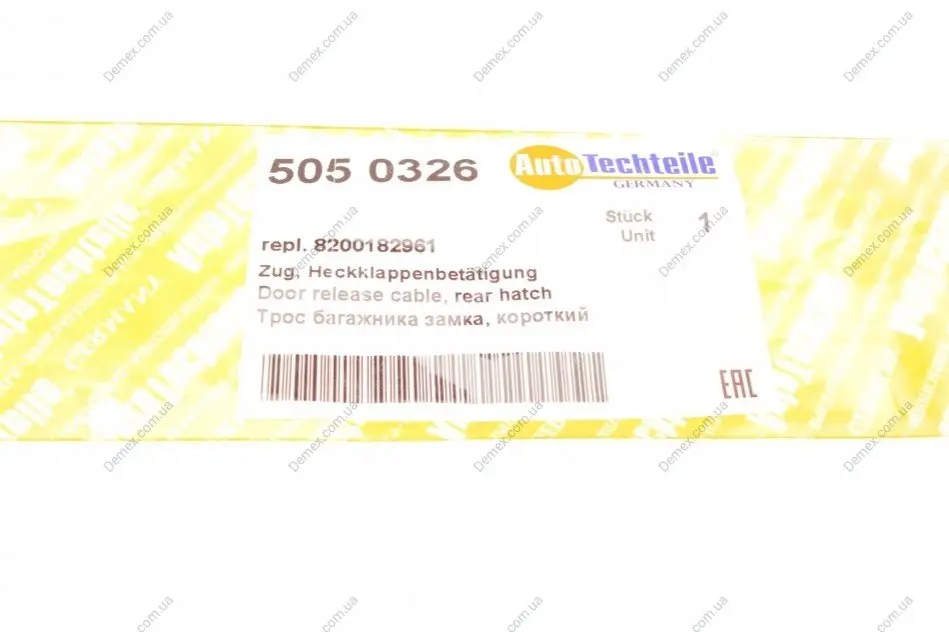 505 0326
AutoTechteile
GERMANY
Stück 1
Unit
repl. 8200182961
Zug, Heckklappenbetätigung
Door release cable, rear hatch
Трос багажника замка, короткий
EAC
Demex.com.ua